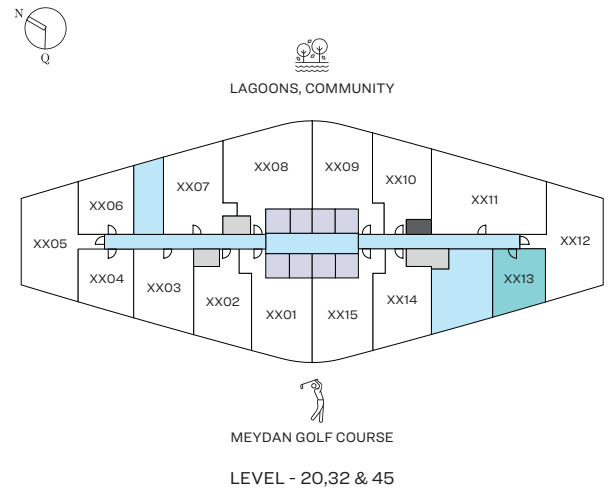 N
Q
LAGOONS, COMMUNITY
XX08
XX09
XX07
XX10
XX06
XX11
XX05
XX12
XX04
XX03
XX02
XX01
XX15
XX14
XX13
MEYDAN GOLF COURSE
LEVEL - 20,32 & 45